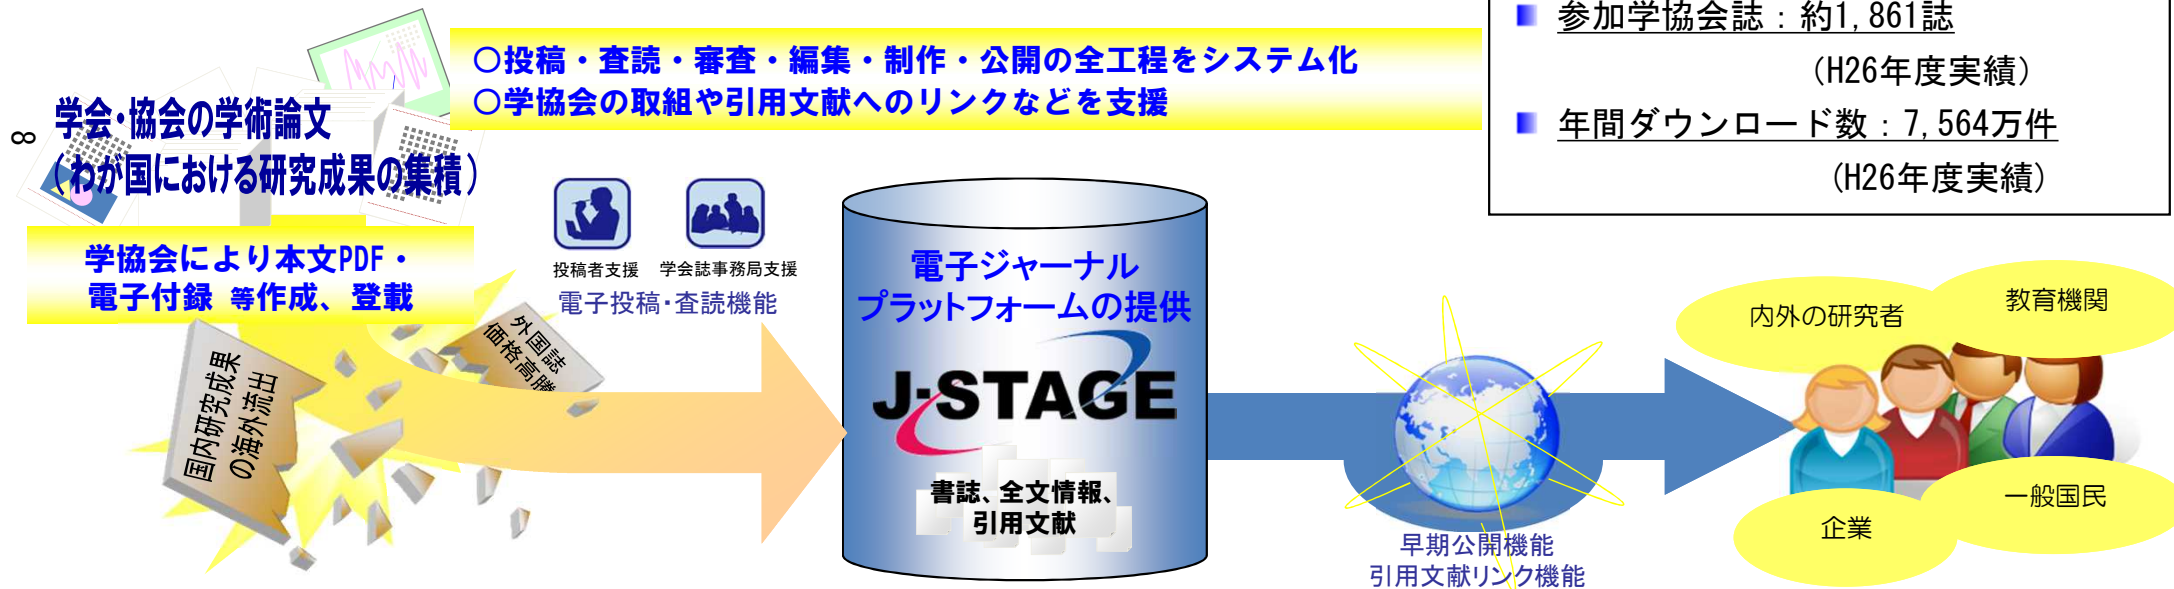 ■ 参加学協会誌：約1,861誌
(H26年度実績)
■ 年間ダウンロード数：7,564万件
(H26年度実績)
○投稿・査読・審査・編集・制作・公開の全工程をシステム化
○学協会の取組や引用文献へのリンクなどを支援
8
学会・協会の学術論文
(わが国における研究成果の集積)
学協会により本文PDF・
電子付録 等作成、登載
投稿者支援 学会誌事務局支援
電子投稿・査読機能
外国誌
価格高騰
国内研究成果
の海外流出
電子ジャーナル
プラットフォームの提供
J-STAGE
書誌、全文情報、
引用文献
早期公開機能
引用文献リンク機能
内外の研究者
教育機関
企業
一般国民